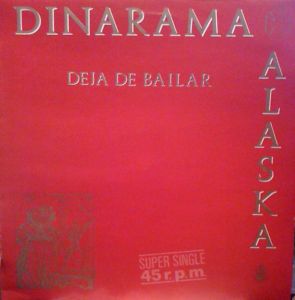 DINARAMA
ALASKA
DEJA DE BAILAR
SUPER SINGLE
45 r.p.m.